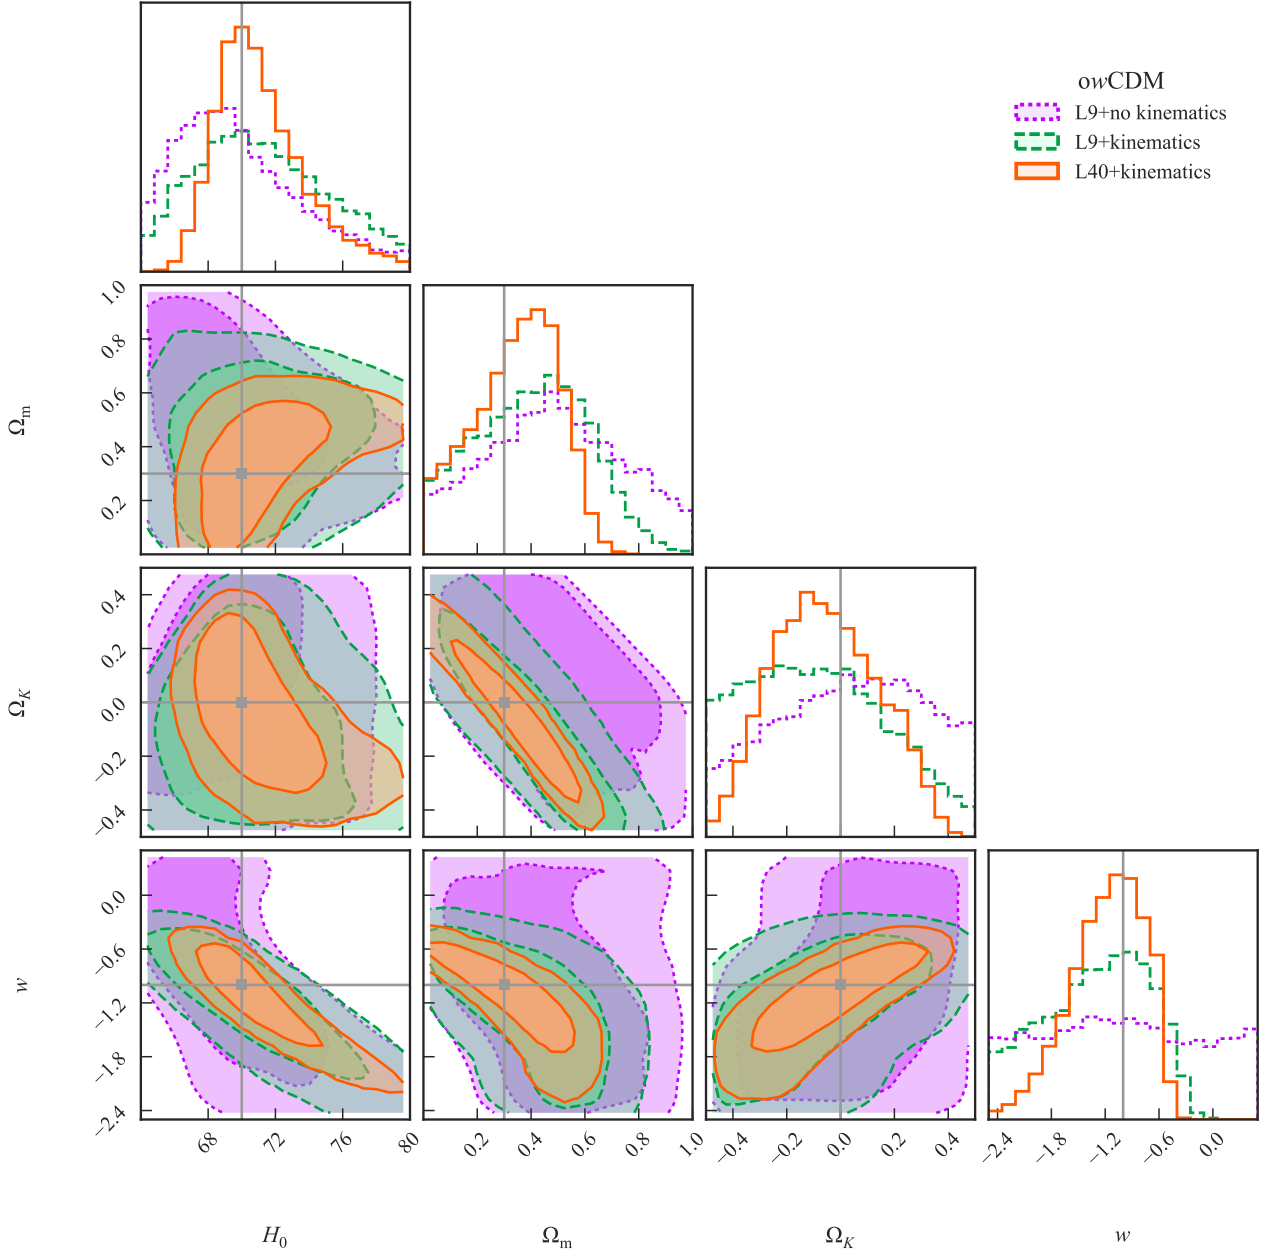 owCDM
L9+no kinematics
L9+kinematics
L40+kinematics
Ωm
1.0
0.8
0.6
0.4
0.2
ΩK
0.4
0.2
0.0
−0.2
−0.4
w
0.0
−0.6
−1.2
−1.8
−2.4
68 72 76 80
0.2 0.4 0.6 0.8 1.0
−0.4 −0.2 0.0 0.2 0.4
−2.4 −1.8 −1.2 −0.6 0.0
H0 Ωm ΩK w